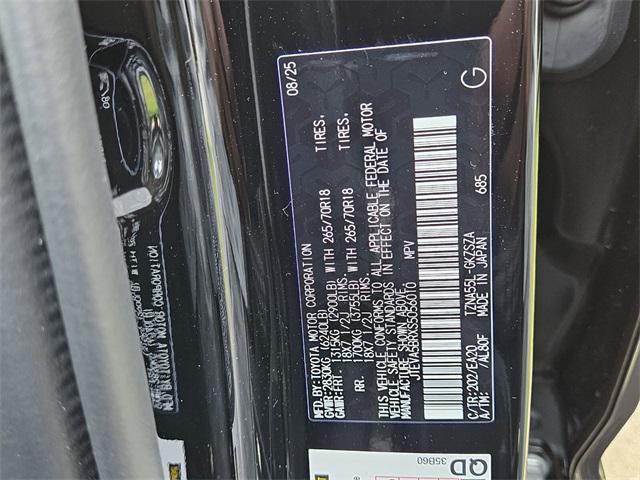 MFD.BY:TOYOTA MOTOR CORPORATION 08/25
GVWR:2830KG (6240LB)
GAWR:FRT. 1315KG (2900LB) WITH 265/70R18 TIRES.
18X7 1/2J RIMS.
RR. 1700KG (3755LB) WITH 265/70R18 TIRES.
18X7 1/2J RIMS.
THIS VEHICLE CONFORMS TO ALL APPLICABLE FEDERAL MOTOR
VEHICLE SAFETY STANDARDS IN EFFECT ON THE DATE OF
MANUFACTURE SHOWN ABOVE.
MPV
C/TR:202/EA20 TZNA55L-GKZSZA G
A/TM: /AL80F MADE IN JAPAN 685
QD
35B60